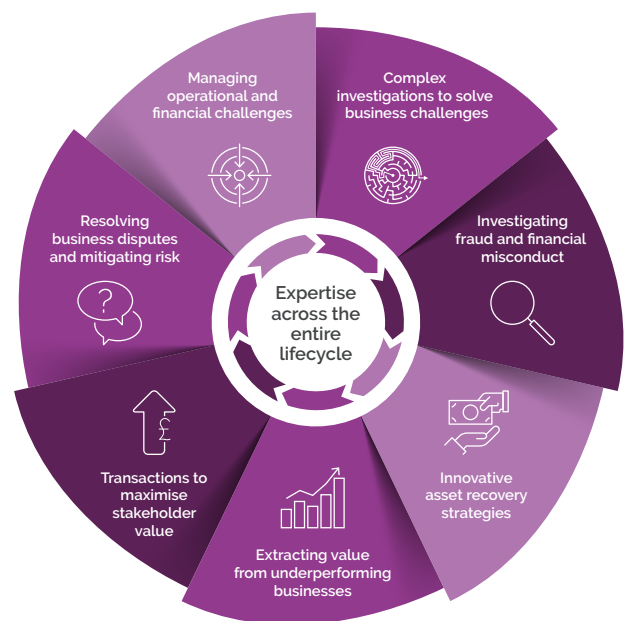 Managing
operational and
financial challenges
Complex
investigations to solve
business challenges
Investigating
fraud and financial
misconduct
Innovative
asset recovery
strategies
Extracting value
from underperforming
businesses
Transactions to
maximise
stakeholder
value
£
Resolving
business disputes
and mitigating risk
?
Expertise
across the
entire
lifecycle